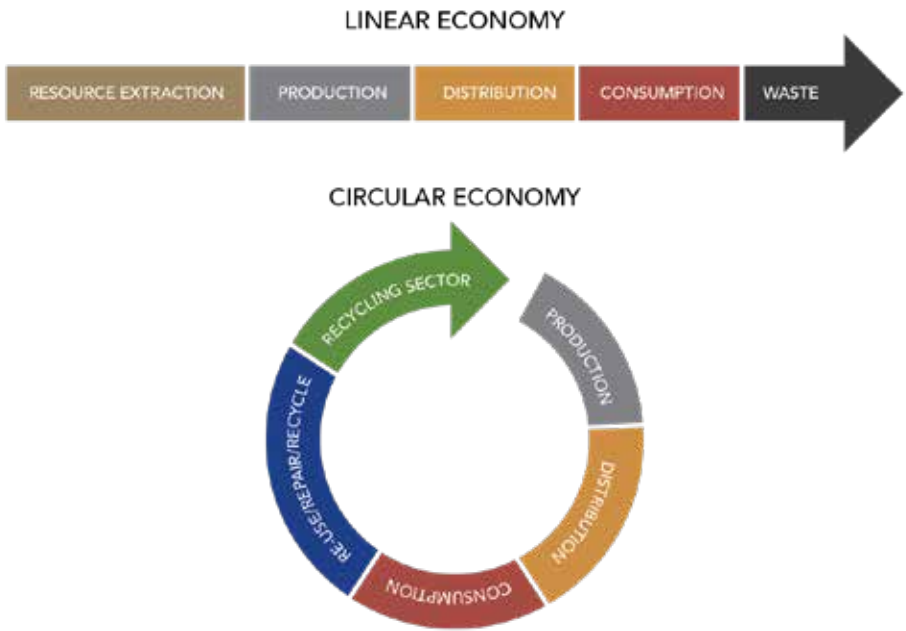 LINEAR ECONOMY
RESOURCE EXTRACTION
PRODUCTION
DISTRIBUTION
CONSUMPTION
WASTE
CIRCULAR ECONOMY
RECYCLING SECTOR
PRODUCTION
DISTRIBUTION
CONSUMPTION
RE-USE/REPAIR/RECYCLE